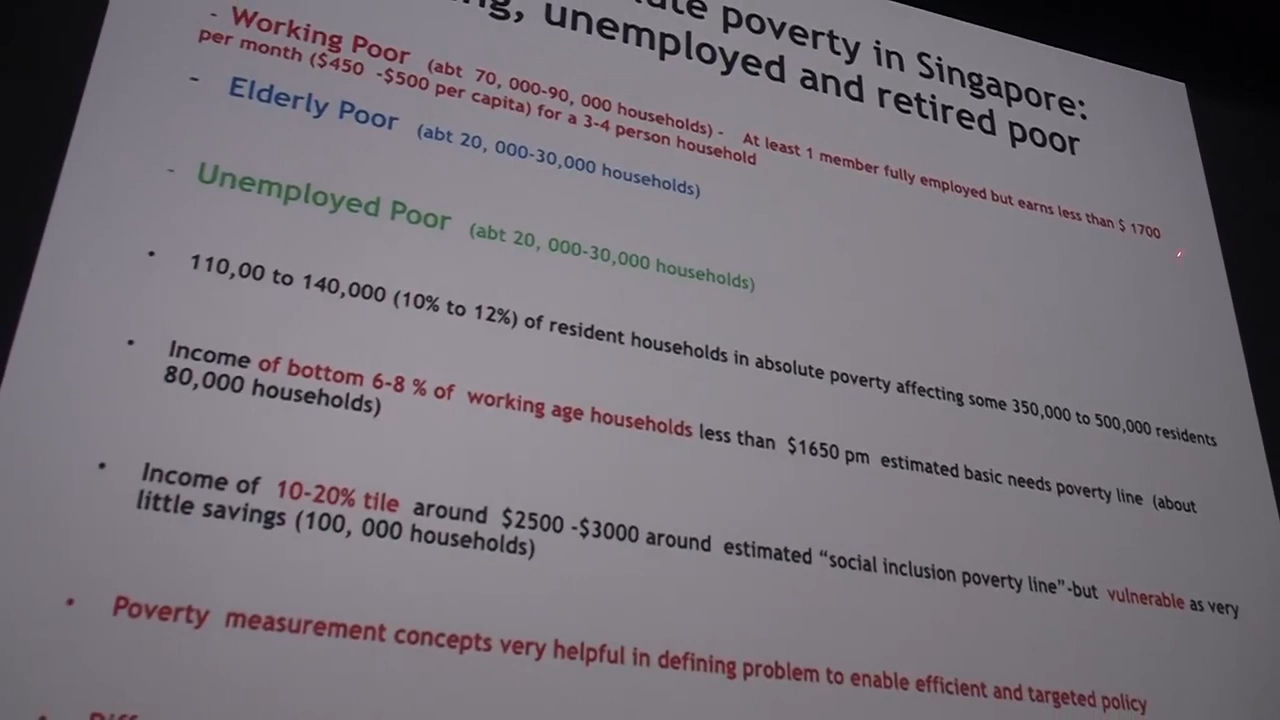 poverty in Singapore:
unemployed and retired poor
- Working Poor (abt 70, 000-90, 000 households) - At least 1 member fully employed but earns less than $ 1700
per month ($450 -$500 per capita) for a 3-4 person household
- Elderly Poor (abt 20, 000-30,000 households)
- Unemployed Poor (abt 20, 000-30,000 households)
• 110,00 to 140,000 (10% to 12%) of resident households in absolute poverty affecting some 350,000 to 500,000 residents
• Income of bottom 6-8 % of working age households less than $1650 pm estimated basic needs poverty line (about
80,000 households)
• Income of 10-20% tile around $2500 -$3000 around estimated “social inclusion poverty line”-but vulnerable as very
little savings (100, 000 households)
• Poverty measurement concepts very helpful in defining problem to enable efficient and targeted policy